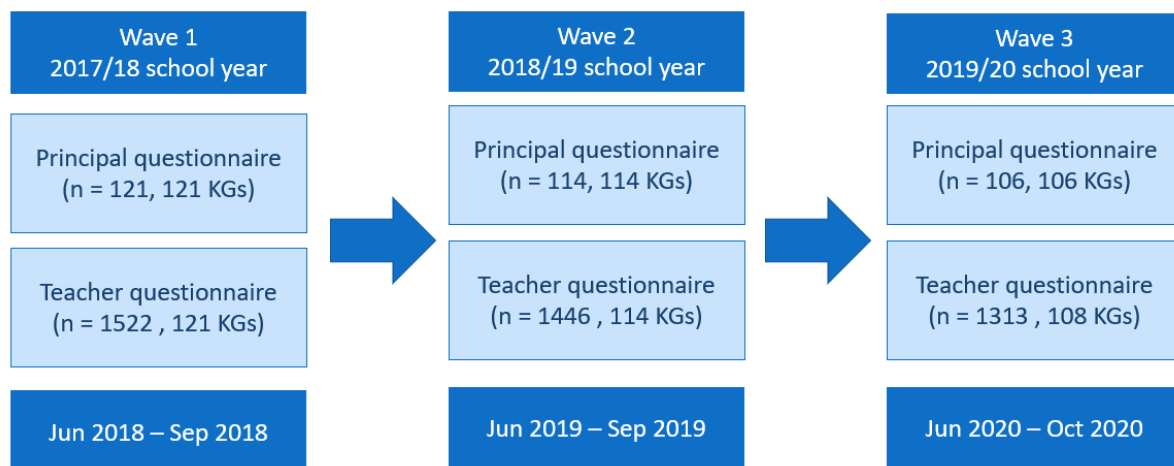 Wave 1
2017/18 school year
Principal questionnaire
(n = 121, 121 KGs)
Teacher questionnaire
(n = 1522 , 121 KGs)
Jun 2018 – Sep 2018
Wave 2
2018/19 school year
Principal questionnaire
(n = 114, 114 KGs)
Teacher questionnaire
(n = 1446 , 114 KGs)
Jun 2019 – Sep 2019
Wave 3
2019/20 school year
Principal questionnaire
(n = 106, 106 KGs)
Teacher questionnaire
(n = 1313 , 108 KGs)
Jun 2020 – Oct 2020